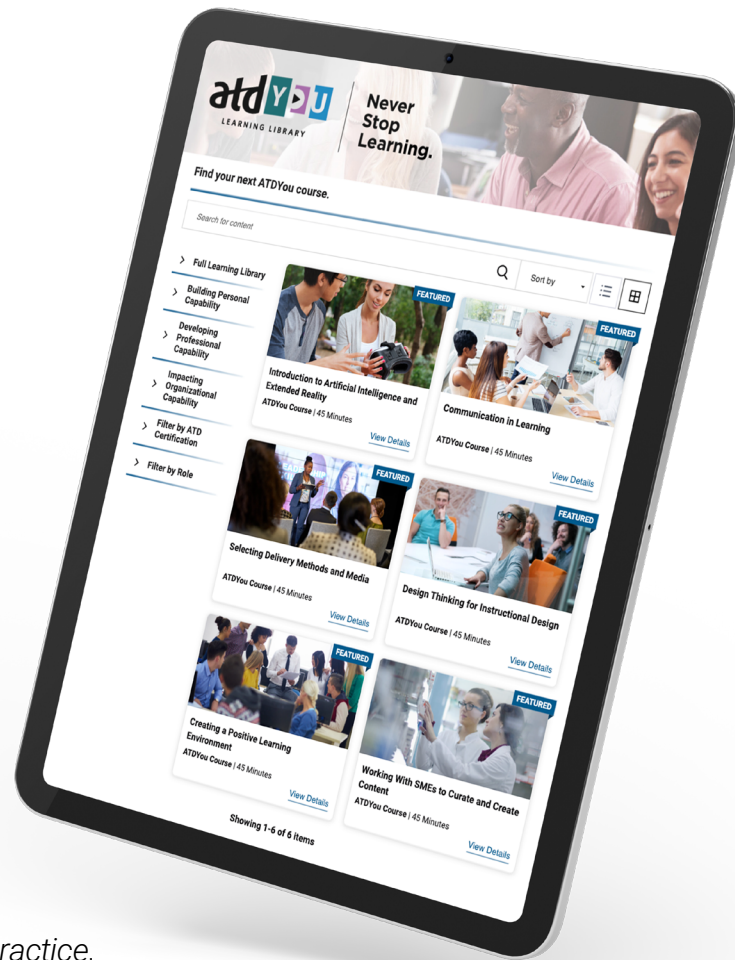 atd YOU
LEARNING LIBRARY
Never
Stop
Learning.
Find your next ATDYou course.
Search for content
Sort by
Full Learning Library
Building Personal
Capability
Developing
Professional
Capability
Impacting
Organizational
Capability
Filter by ATD
Certification
Filter by Role
FEATURED
Introduction to Artificial Intelligence and
Extended Reality
ATDYou Course | 45 Minutes
View Details
FEATURED
Communication in Learning
ATDYou Course | 45 Minutes
View Details
FEATURED
Selecting Delivery Methods and Media
ATDYou Course | 45 Minutes
View Details
FEATURED
Design Thinking for Instructional Design
ATDYou Course | 45 Minutes
View Details
FEATURED
Creating a Positive Learning
Environment
ATDYou Course | 45 Minutes
View Details
FEATURED
Working With SMEs to Curate and Create
Content
ATDYou Course | 45 Minutes
View Details
Showing 1-6 of 6 items